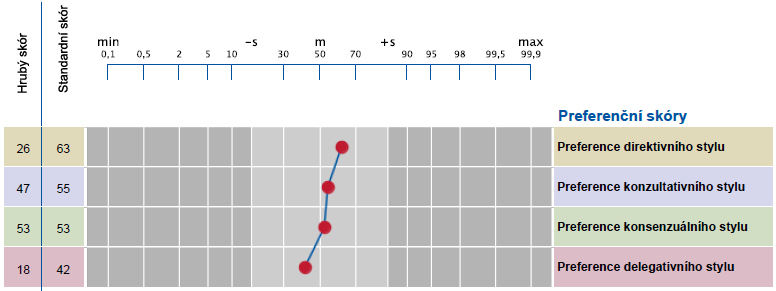 Hrubý skór
Standardní skór
min –s m +s max
0,1 0,5 2 5 10 30 50 70 90 95 98 99,5 99,9
Preferenční skóry
26 63 Preference direktivního stylu
47 55 Preference konzultativního stylu
53 53 Preference konsenzuálního stylu
18 42 Preference delegativního stylu